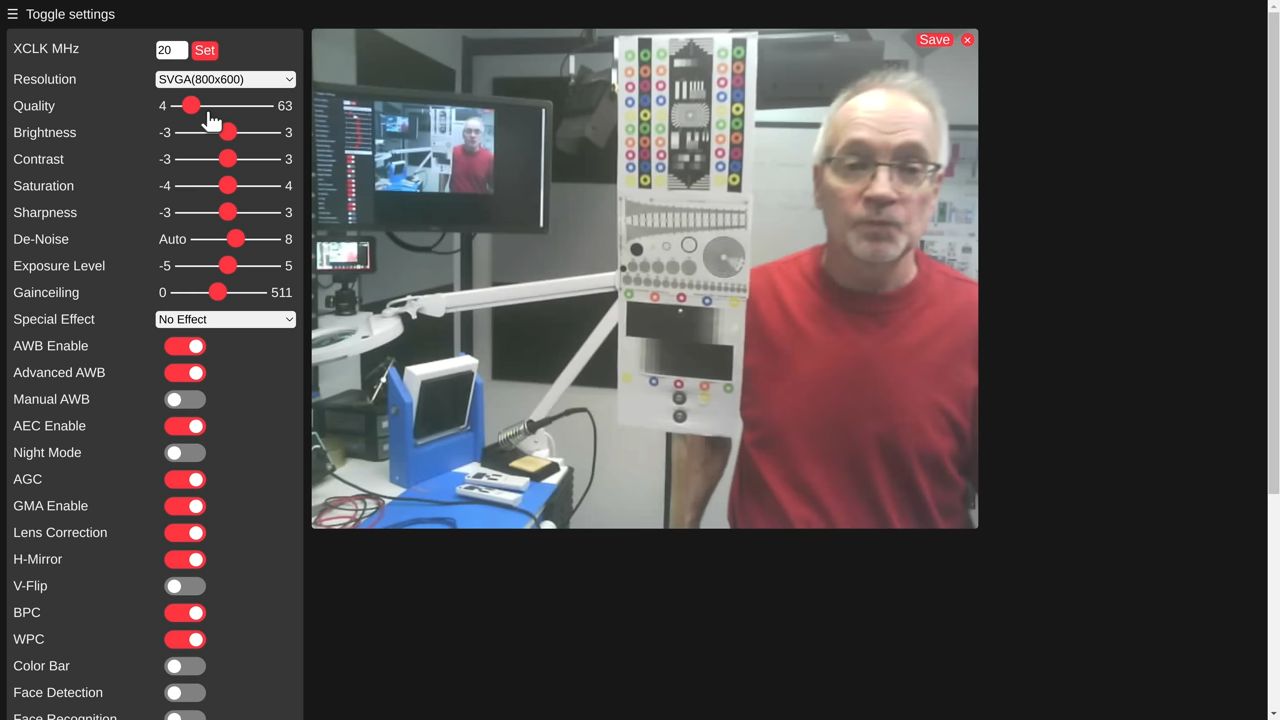 ☰ Toggle settings
XCLK MHz 20 Set
Resolution SVGA(800x600)
Quality 4 63
Brightness -3 3
Contrast -3 3
Saturation -4 4
Sharpness -3 3
De-Noise Auto 8
Exposure Level -5 5
Gainceiling 0 511
Special Effect No Effect
AWB Enable
Advanced AWB
Manual AWB
AEC Enable
Night Mode
AGC
GMA Enable
Lens Correction
H-Mirror
V-Flip
BPC
WPC
Color Bar
Face Detection
Face Recognition
Save ×